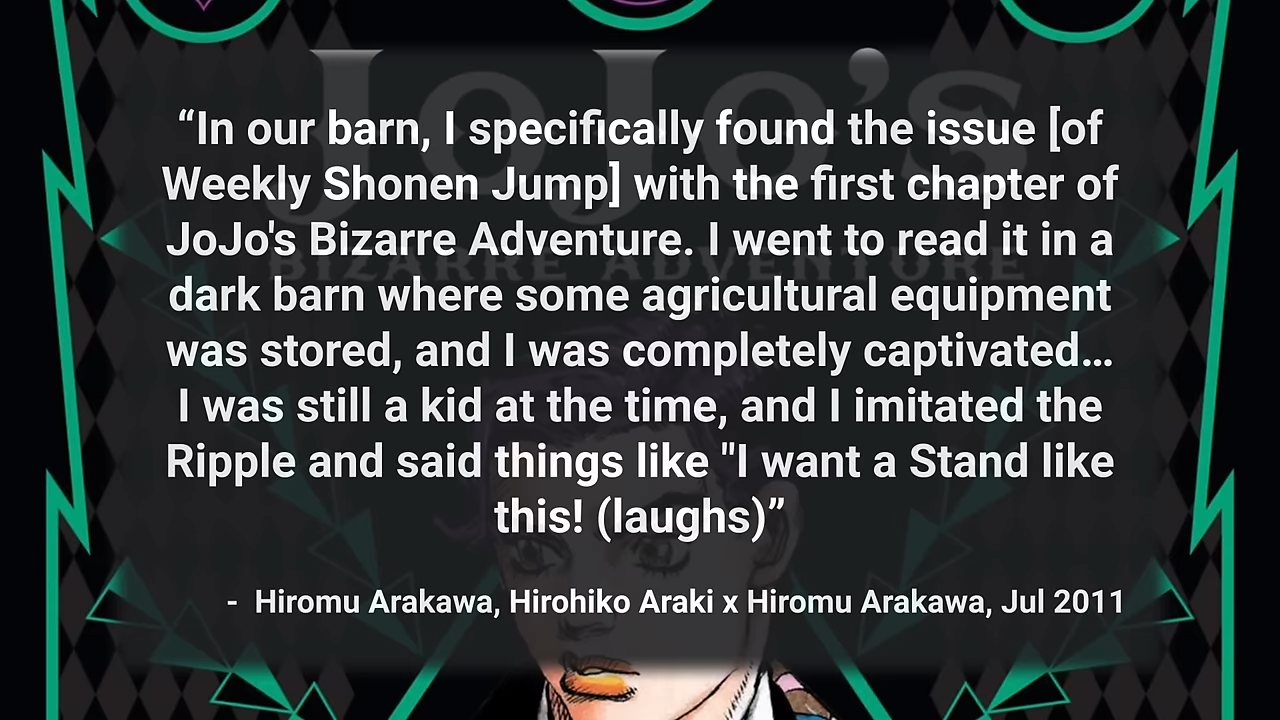 JoJo's
BIZARRE ADVENTURE
“In our barn, I specifically found the issue [of
Weekly Shonen Jump] with the first chapter of
JoJo's Bizarre Adventure. I went to read it in a
dark barn where some agricultural equipment
was stored, and I was completely captivated...
I was still a kid at the time, and I imitated the
Ripple and said things like "I want a Stand like
this! (laughs)”
- Hiromu Arakawa, Hirohiko Araki x Hiromu Arakawa, Jul 2011